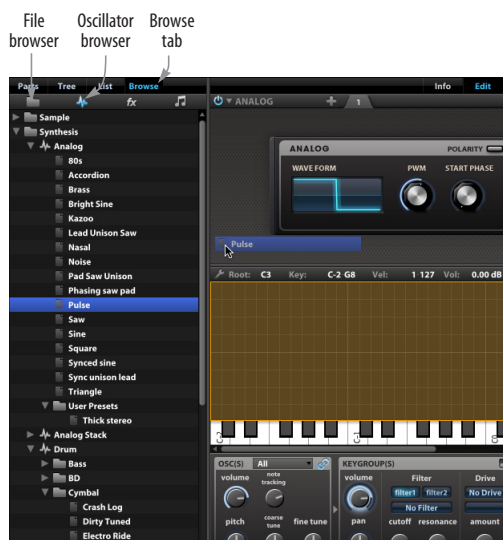 File browser
Oscillator browser
Browse tab
Parts Tree List Browse
fx
Sample
Synthesis
Analog
80s
Accordion
Brass
Bright Sine
Kazoo
Lead Unison Saw
Nasal
Noise
Pad Saw Unison
Phasing saw pad
Pulse
Saw
Sine
Square
Synced sine
Sync unison lead
Triangle
User Presets
Thick stereo
Analog Stack
Drum
Bass
BD
Cymbal
Crash Log
Dirty Tuned
Electro Ride
Info Edit
ANALOG + 1
ANALOG POLARITY
WAVE FORM PWM START PHASE
Pulse
Root: C3 Key: C-2 G8 Vel: 1 127 Vol: 0.00 dB
OSC(S) All
KEYGROUP(S)
volume note tracking
volume Filter Drive
filter1 filter2 No Drive
No Filter
pitch coarse tune fine tune
pan cutoff resonance amount